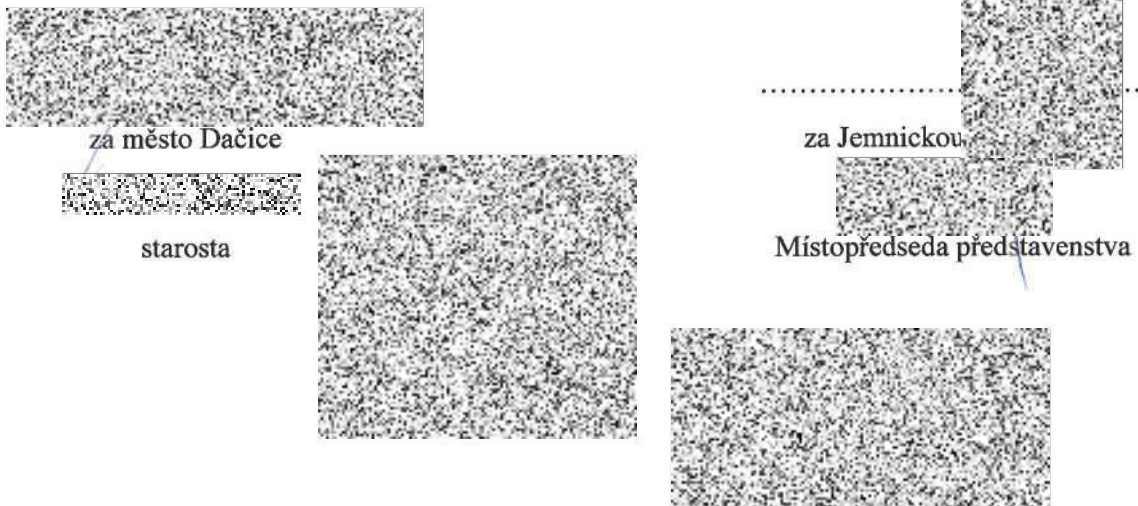 za město Dačice
starosta
za Jemnickou
Místopředseda představenstva